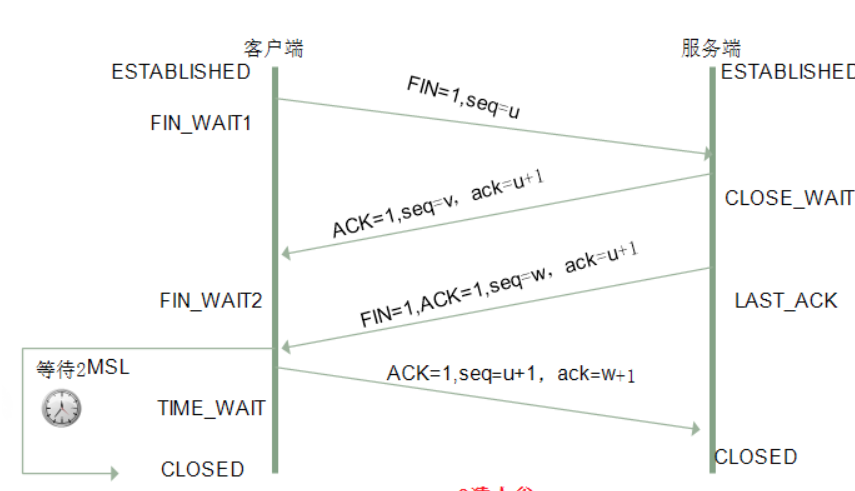 客户端
服务端
ESTABLISHED
ESTABLISHED
FIN=1,seq=u
FIN_WAIT1
ACK=1,seq=v, ack=u+1
CLOSE_WAIT
FIN=1,ACK=1,seq=w, ack=u+1
FIN_WAIT2
LAST_ACK
等待2MSL
ACK=1,seq=u+1, ack=w+1
TIME_WAIT
CLOSED
CLOSED